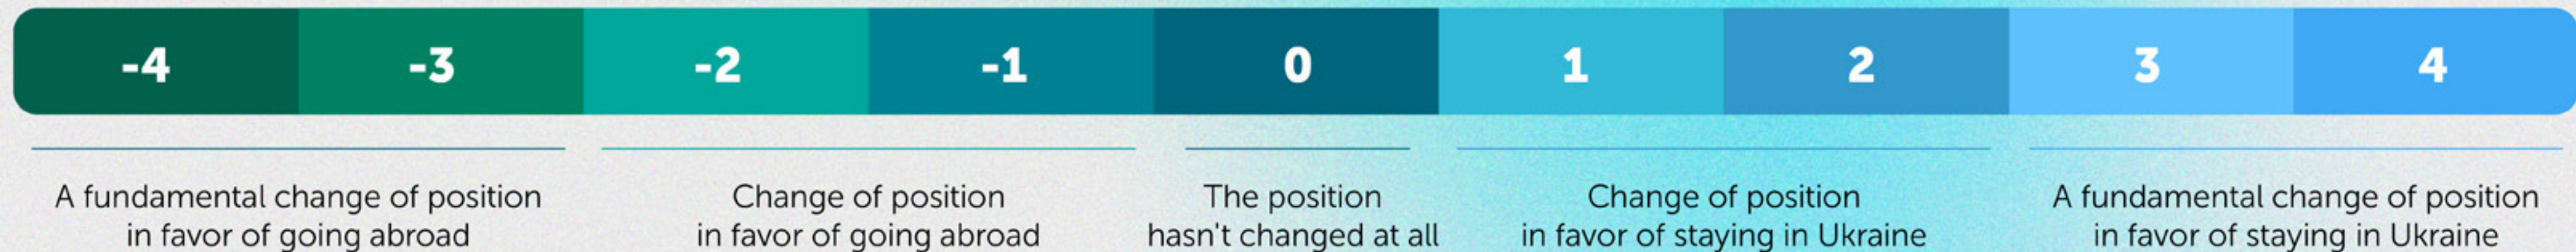 -4 -3 -2 -1 0 1 2 3 4
A fundamental change of position
in favor of going abroad
Change of position
in favor of going abroad
The position
hasn't changed at all
Change of position
in favor of staying in Ukraine
A fundamental change of position
in favor of staying in Ukraine